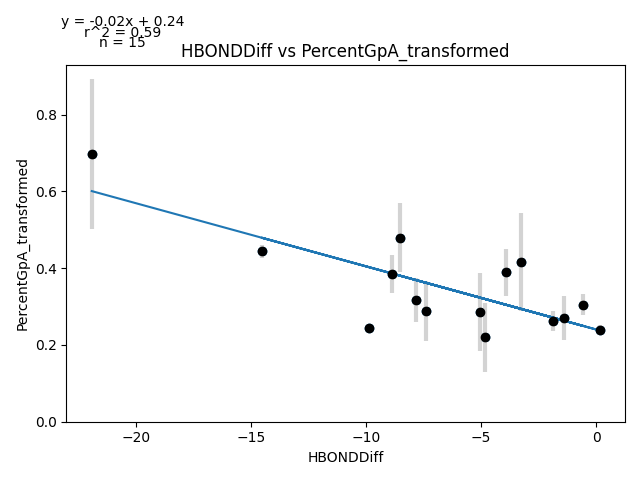 y = -0.02x + 0.24
r^2 = 0.59
n = 15
HBONDDiff vs PercentGpA_transformed
PercentGpA_transformed
0.8
0.6
0.4
0.2
0.0
−20
−15
−10
−5
0
HBONDDiff